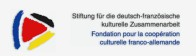 Stiftung für die deutsch-französische
kulturelle Zusammenarbeit
Fondation pour la coopération
culturelle franco-allemande